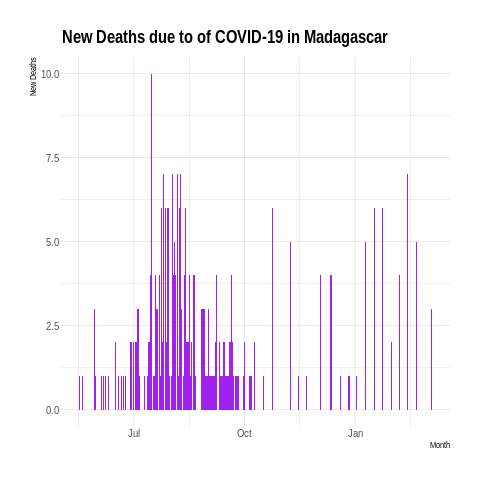 New Deaths due to of COVID-19 in Madagascar
New Deaths
10.0
7.5
5.0
2.5
0.0
Jul Oct Jan
Month